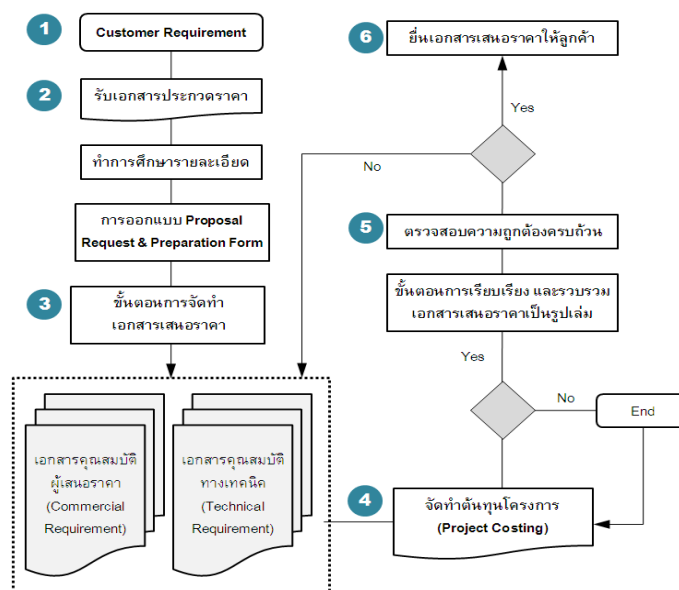 1
Customer Requirement
2
รับเอกสารประกวดราคา
ทำการศึกษารายละเอียด
การออกแบบ Proposal
Request & Preparation Form
3
ขั้นตอนการจัดทำ
เอกสารเสนอราคา
เอกสารคุณสมบัติ
ผู้เสนอราคา
(Commercial
Requirement)
เอกสารคุณสมบัติ
ทางเทคนิค
(Technical
Requirement)
4
จัดทำต้นทุนโครงการ
(Project Costing)
No
End
Yes
ขั้นตอนการเรียบเรียง และรวบรวม
เอกสารเสนอราคาเป็นรูปเล่ม
5
ตรวจสอบความถูกต้องครบถ้วน
No
Yes
6
ยื่นเอกสารเสนอราคาให้ลูกค้า